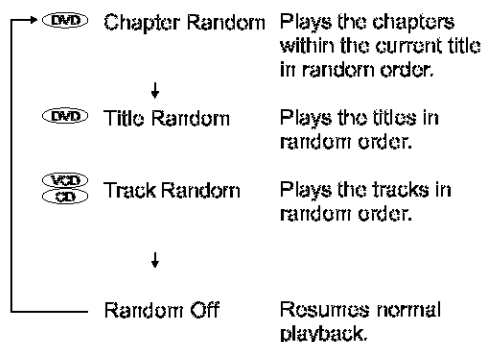 DVD Chapter Random Plays the chapters
within the current title
in random order.
DVD Title Random Plays the titles in
random order.
VCD
CD
Track Random Plays the tracks in
random order.
Random Off Resumes normal
playback.